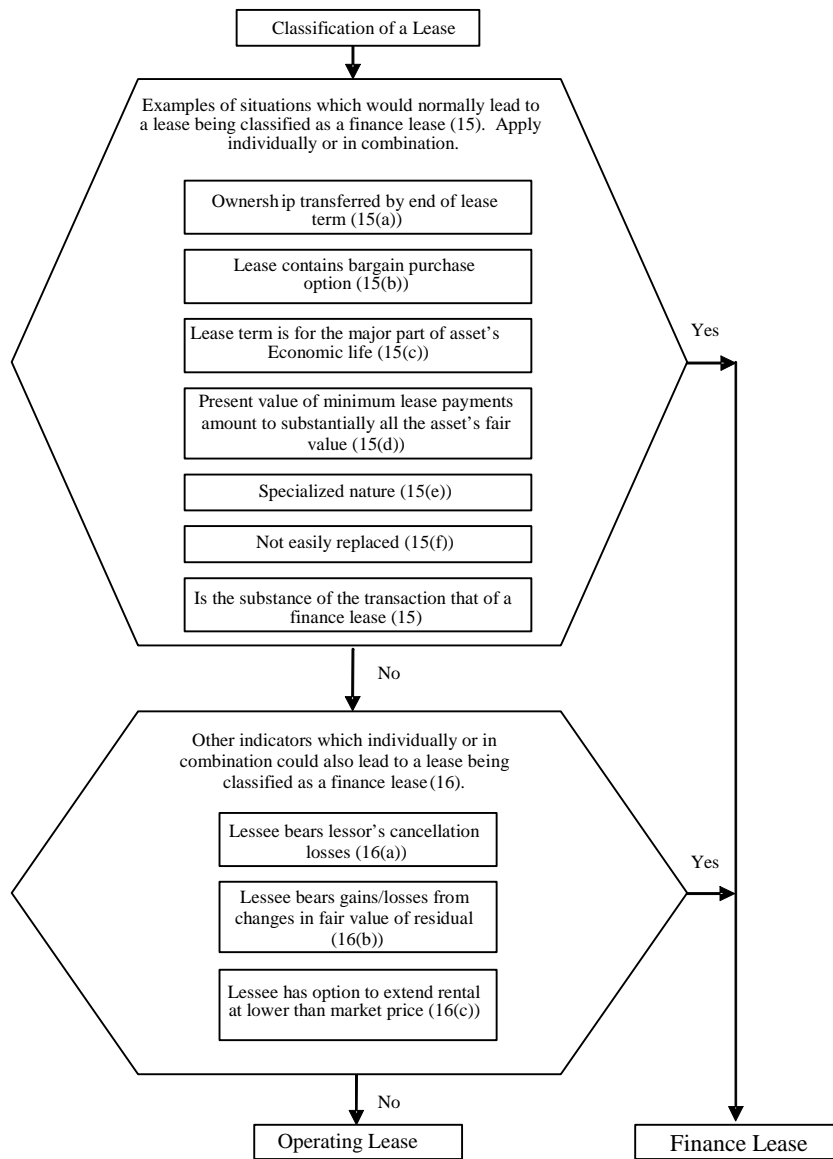 Classification of a Lease
Examples of situations which would normally lead to
a lease being classified as a finance lease (15). Apply
individually or in combination.
Ownership transferred by end of lease
term (15(a))
Lease contains bargain purchase
option (15(b))
Lease term is for the major part of asset's
Economic life (15(c))
Yes
Present value of minimum lease payments
amount to substantially all the asset's fair
value (15(d))
Specialized nature (15(e))
Not easily replaced (15(f))
Is the substance of the transaction that of a
finance lease (15)
No
Other indicators which individually or in
combination could also lead to a lease being
classified as a finance lease (16).
Lessee bears lessor's cancellation
losses (16(a))
Yes
Lessee bears gains/losses from
changes in fair value of residual
(16(b))
Lessee has option to extend rental
at lower than market price (16(c))
No
Operating Lease
Finance Lease